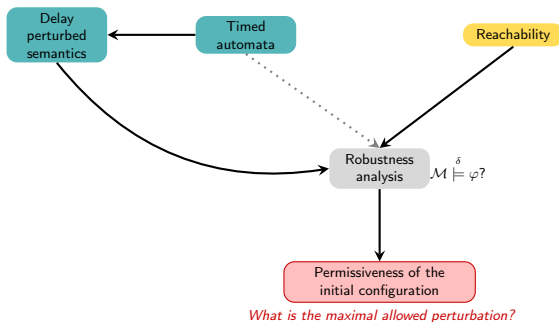 Delay
perturbed
semantics
Timed
automata
Reachability
Robustness
analysis
ℳ ⊨^δ φ?
Permissiveness of the
initial configuration
What is the maximal allowed perturbation?